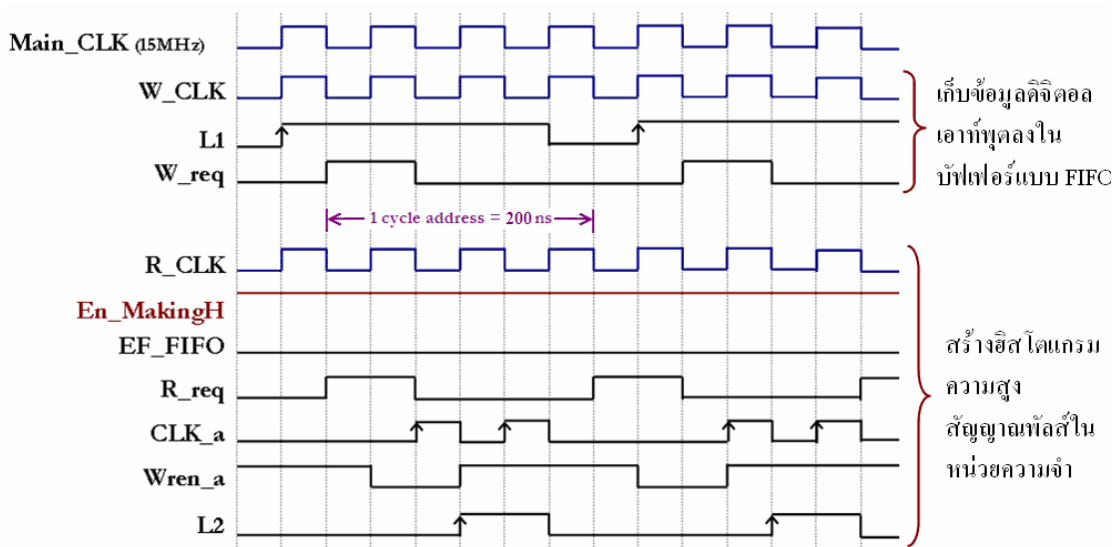 Main_CLK (15MHz)
W_CLK
L1
W_req
เก็บข้อมูลดิจิตอล
เอาท์พุตลงใน
บัฟเฟอร์แบบ FIFO
1 cycle address = 200 ns
R_CLK
En_MakingH
EF_FIFO
R_req
CLK_a
Wren_a
L2
สร้างฮิสโตแกรม
ความสูง
สัญญาณพัลส์ใน
หน่วยความจำ